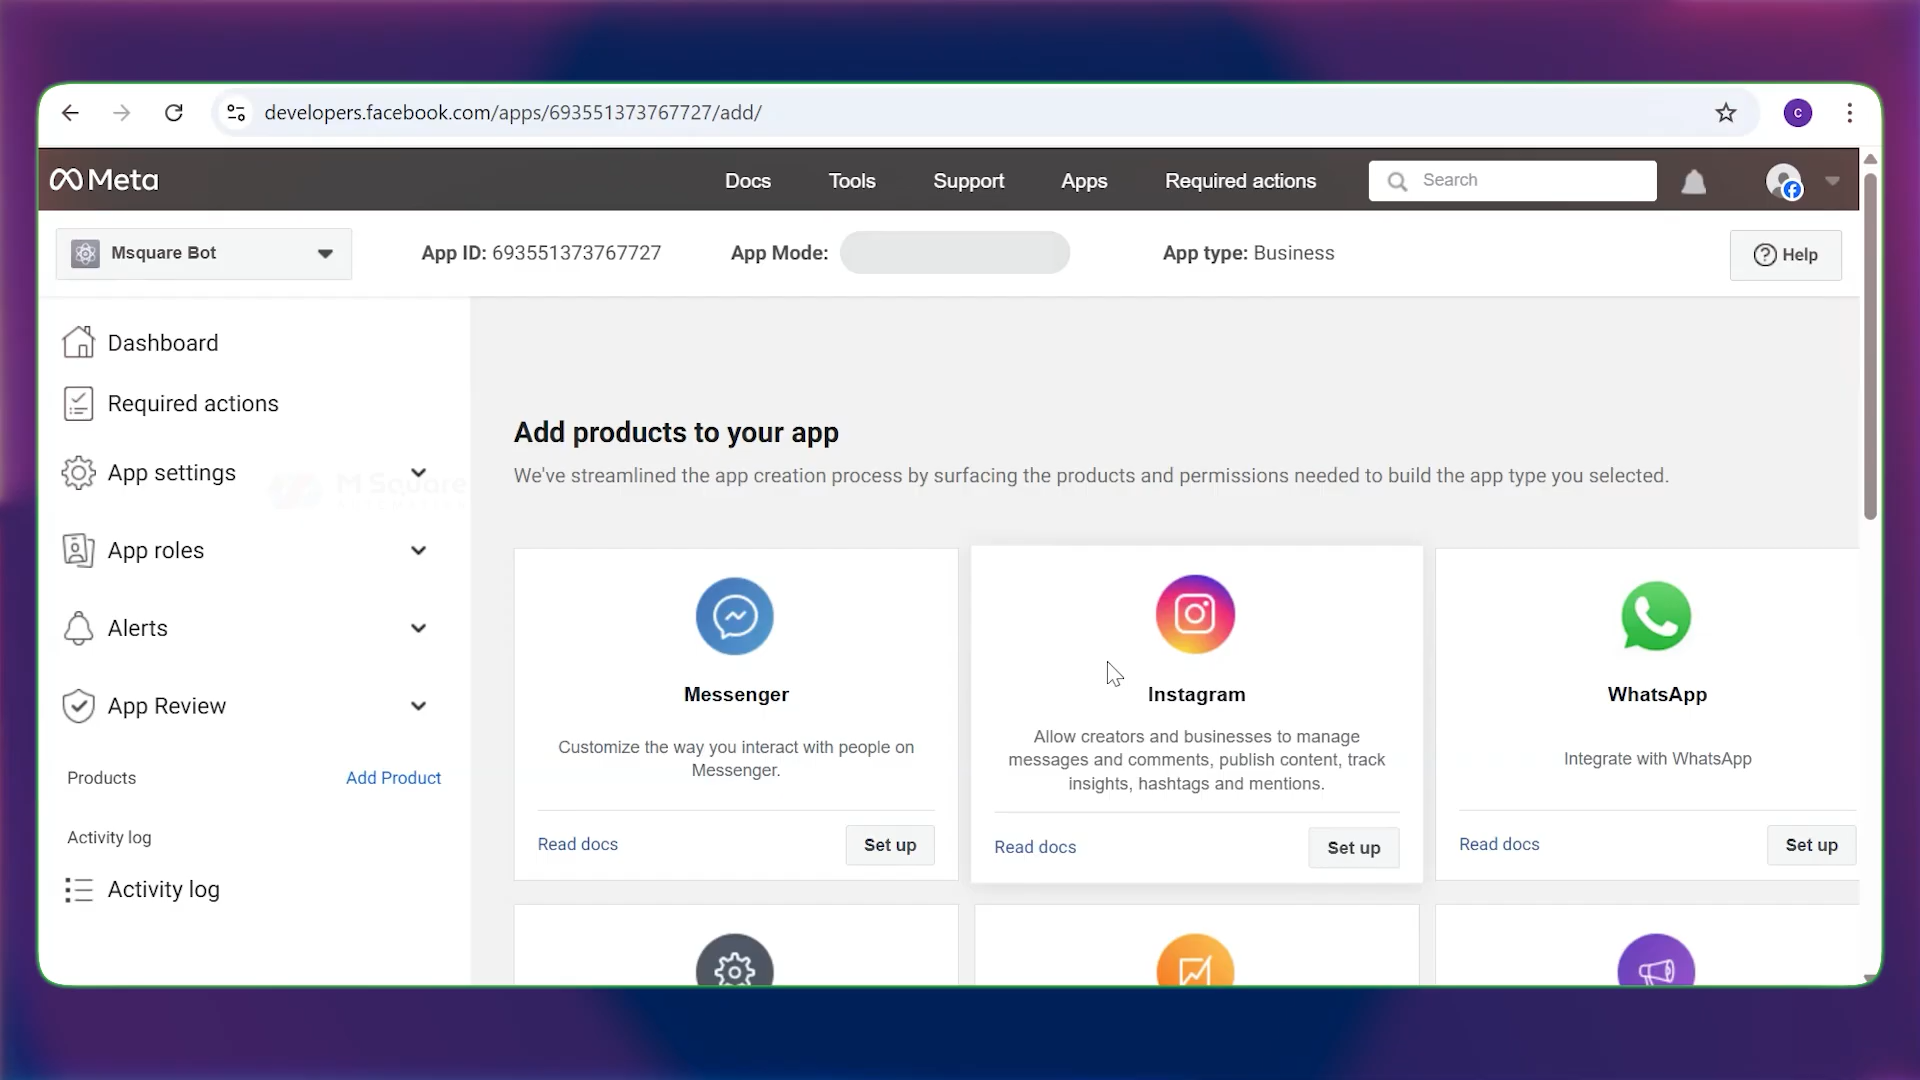 developers.facebook.com/apps/693551373767727/add/
C
Meta
Docs
Tools
Support
Apps
Required actions
Search
Msquare Bot
App ID: 693551373767727
App Mode:
App type: Business
Help
Dashboard
Required actions
App settings
M Square
App roles
Alerts
App Review
Products
Add Product
Activity log
Activity log
Add products to your app
We've streamlined the app creation process by surfacing the products and permissions needed to build the app type you selected.
Messenger
Customize the way you interact with people on
Messenger.
Read docs
Set up
Instagram
Allow creators and businesses to manage
messages and comments, publish content, track
insights, hashtags and mentions.
Read docs
Set up
WhatsApp
Integrate with WhatsApp
Read docs
Set up